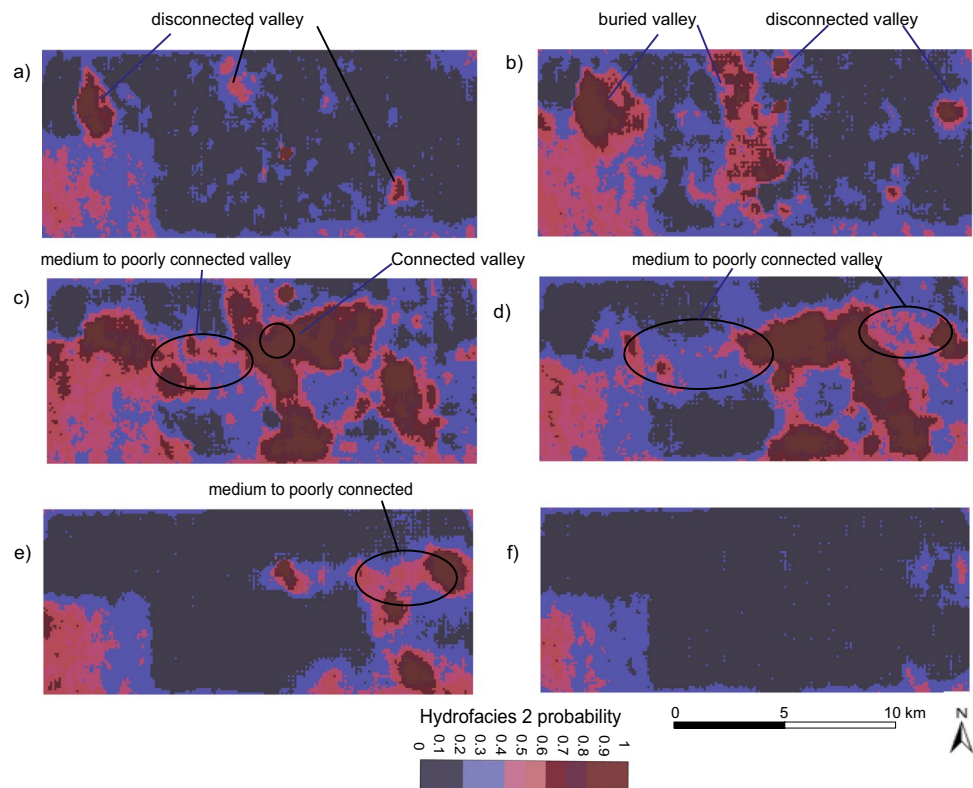 disconnected valley
buried valley
disconnected valley
a)
b)
medium to poorly connected valley
Connected valley
medium to poorly connected valley
c)
d)
medium to poorly connected
e)
f)
Hydrofacies 2 probability
0 0.1 0.2 0.3 0.4 0.5 0.6 0.7 0.8 0.9 1
0 5 10 km
N